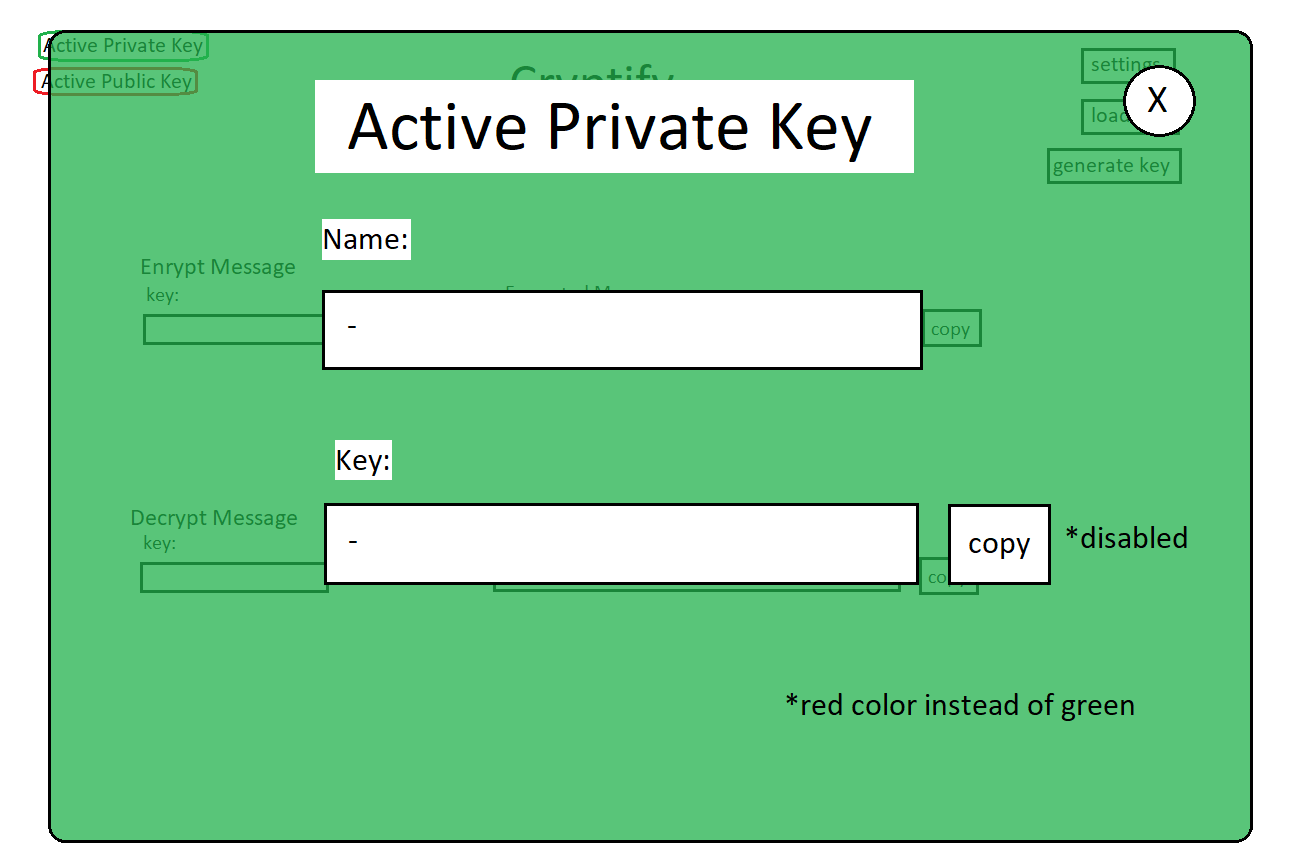 Active Private Key
Active Public Key
Cryptify
settings
load
generate key
Active Private Key
X
Name:
Enrypt Message
key:
-
copy
Key:
Decrypt Message
key:
-
copy
*disabled
*red color instead of green